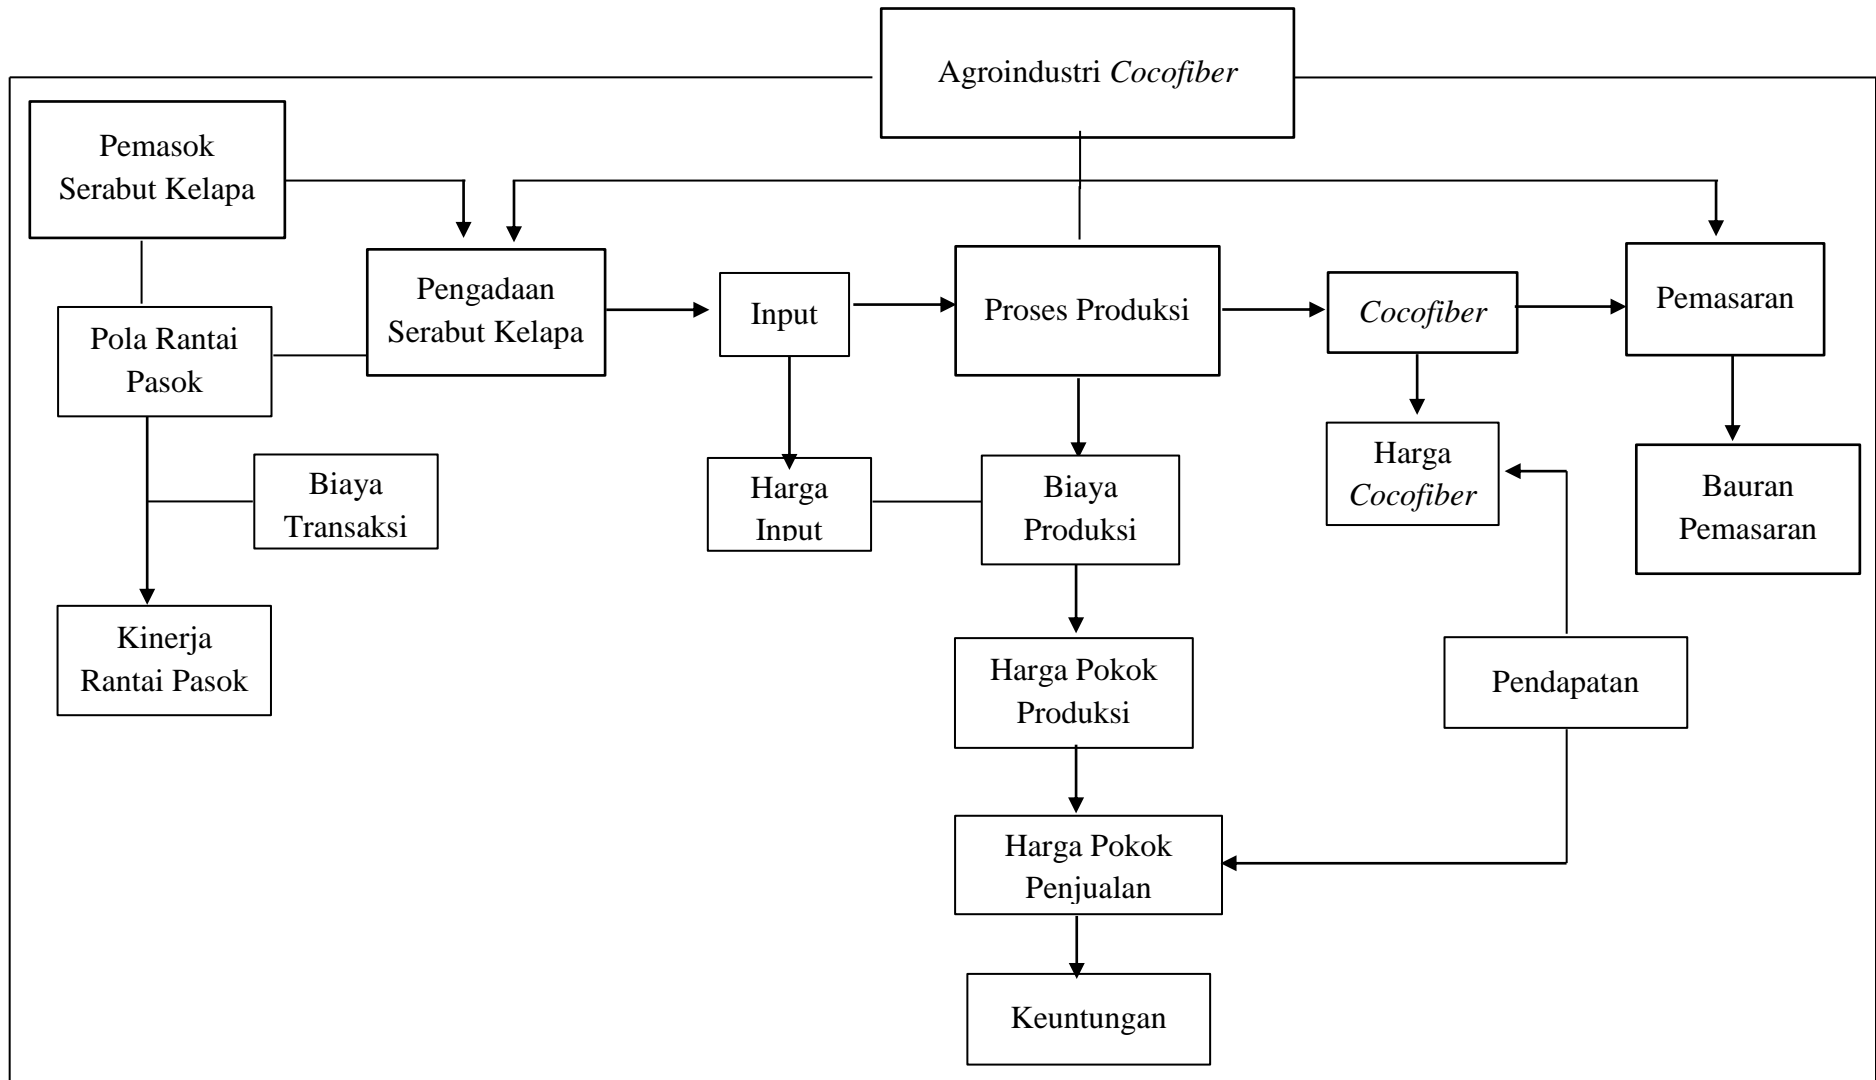 Agroindustri Cocofiber
Pemasok
Serabut Kelapa
Pengadaan
Serabut Kelapa
Input
Proses Produksi
Cocofiber
Pemasaran
Pola Rantai
Pasok
Biaya
Transaksi
Harga
Input
Biaya
Produksi
Harga
Cocofiber
Bauran
Pemasaran
Kinerja
Rantai Pasok
Harga Pokok
Produksi
Pendapatan
Harga Pokok
Penjualan
Keuntungan